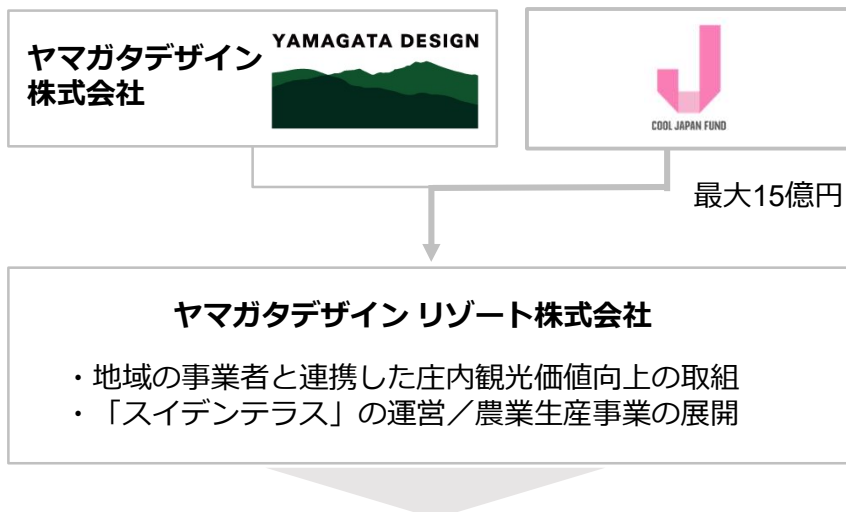 ヤマガタデザイン
株式会社
YAMAGATA DESIGN
COOL JAPAN FUND
最大15億円
ヤマガタデザイン リゾート株式会社
・地域の事業者と連携した庄内観光価値向上の取組
・「スイデンテラス」の運営／農業生産事業の展開